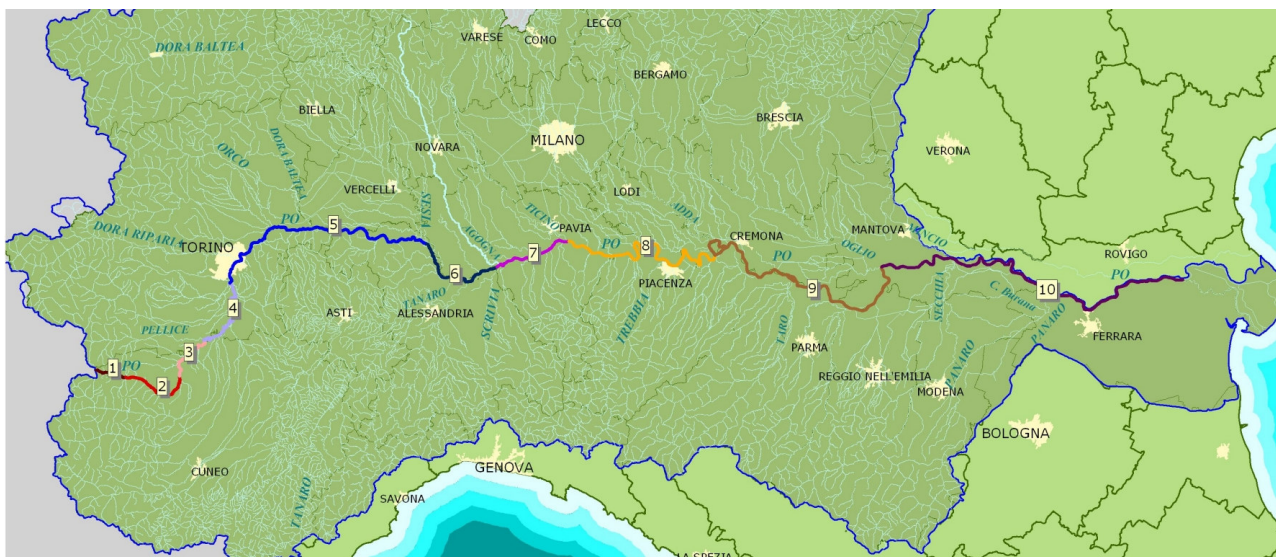 LECCO
VARESE
COMO
DORA BALTEA
BERGAMO
BIELLA
BRESCIA
MILANO
NOVARA
VERONA
ORCO
DORA BALTEA
VERCELLI
LODI
SESIA
TICINO
ADDA
PO
5
DORA RIPARIA
TORINO
AGOGNA
PAVIA
PO
8
CREMONA
MANTOVA
MINCIO
OGLIO
PO
ROVIGO
PO
7
6
PIACENZA
9
SECCHIA
C. Burana
10
PANARO
4
ASTI
TANARO
ALESSANDRIA
SCRIVIA
TREBBIA
TARO
FERRARA
PELLICE
3
PARMA
1
PO
2
REGGIO NELL'EMILIA
MODENA
PANARO
BOLOGNA
CUNEO
TANARO
GENOVA
SAVONA
LA SPEZIA